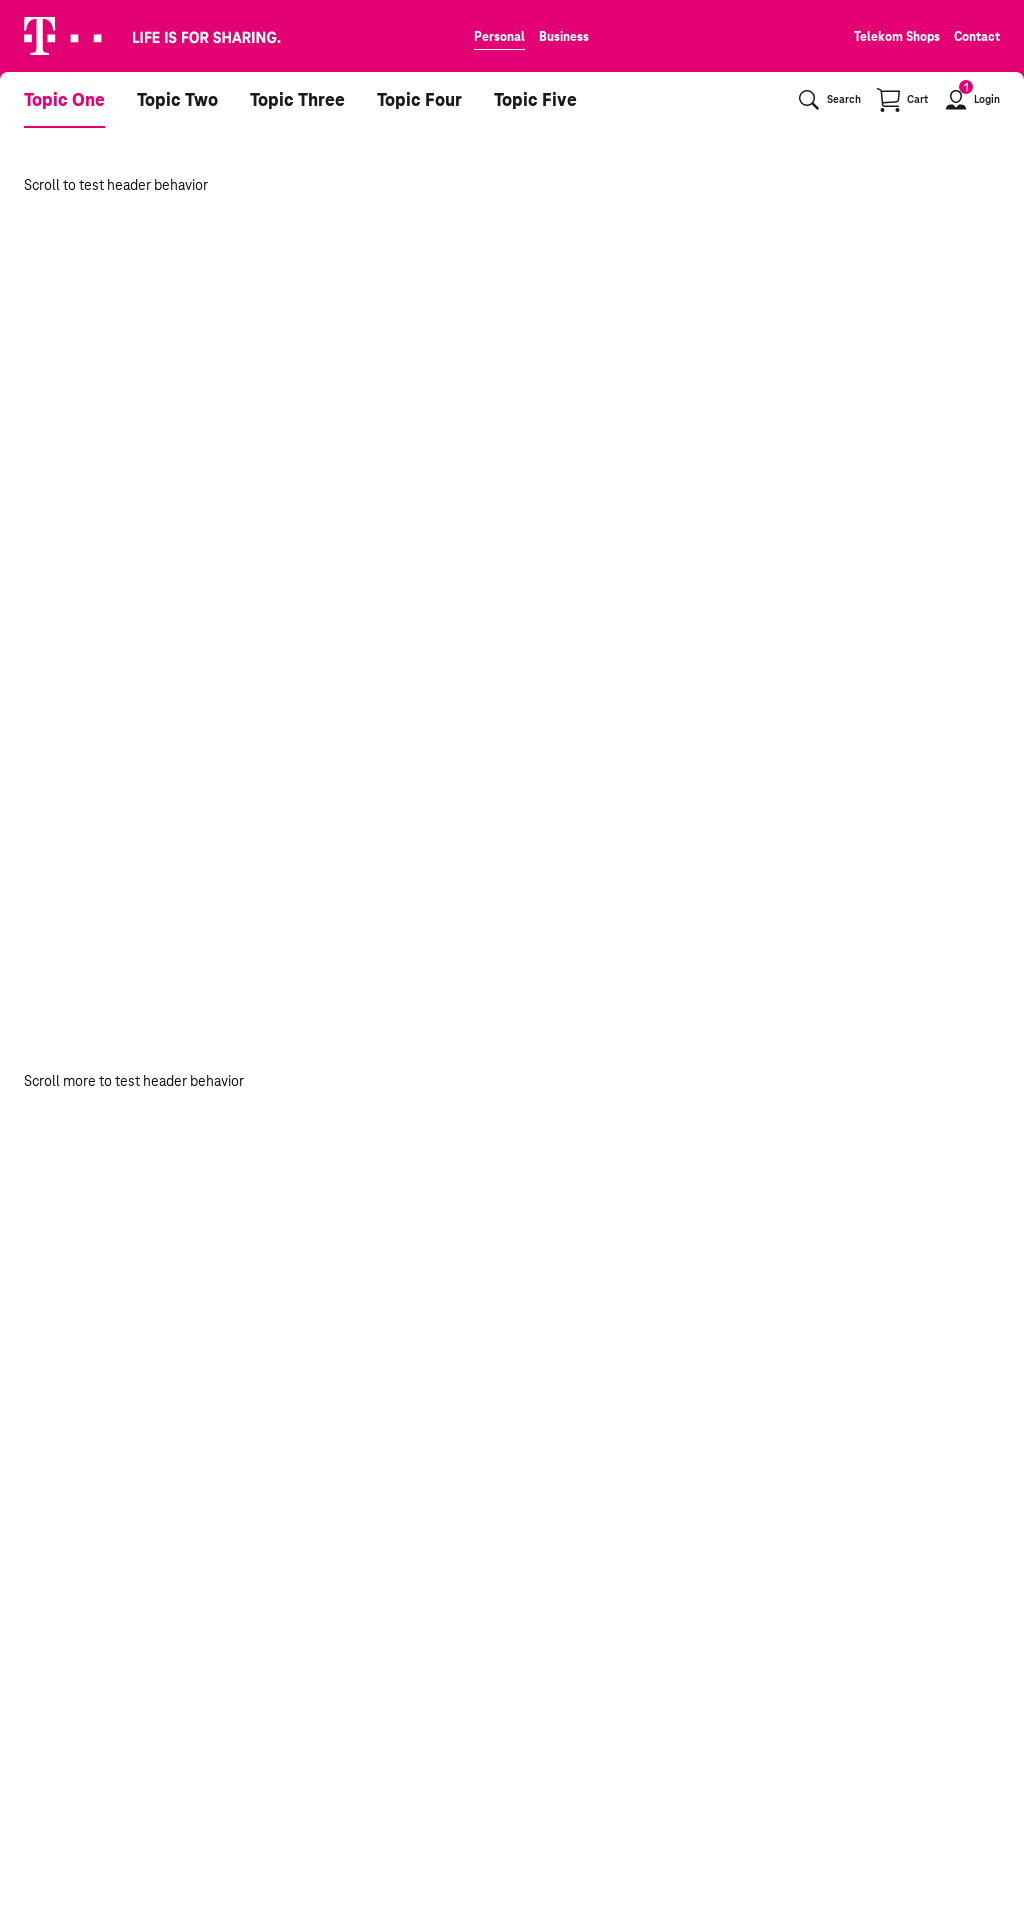 T
LIFE IS FOR SHARING.
Personal Business
Telekom Shops Contact
Topic One Topic Two Topic Three Topic Four Topic Five
Search Cart 1 Login
Scroll to test header behavior
Scroll more to test header behavior